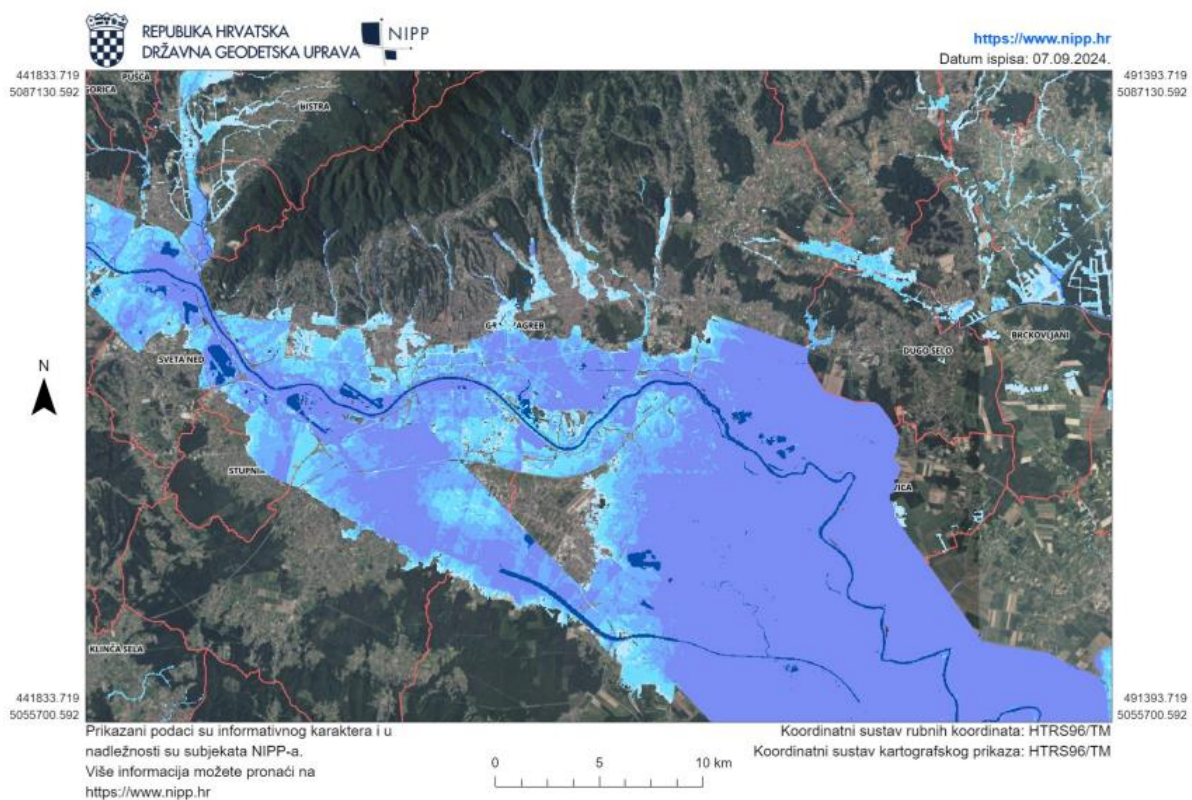 REPUBLIKA HRVATSKA
DRŽAVNA GEODETSKA UPRAVA
NIPP
https://www.nipp.hr
Datum ispisa: 07.09.2024.
441833.719
5087130.592
491393.719
5087130.592
PUŠĆA
GORICA
BISTRA
SVETA NED
DUGO SELO
BRCKOVLJANI
N
STUPNI
VICA
KLINČA SELA
441833.719
5055700.592
491393.719
5055700.592
Prikazani podaci su informativnog karaktera i u
nadležnosti su subjekata NIPP-a.
Više informacija možete pronaći na
https://www.nipp.hr
0 5 10 km
Koordinatni sustav rubnih koordinata: HTRS96/TM
Koordinatni sustav kartografskog prikaza: HTRS96/TM